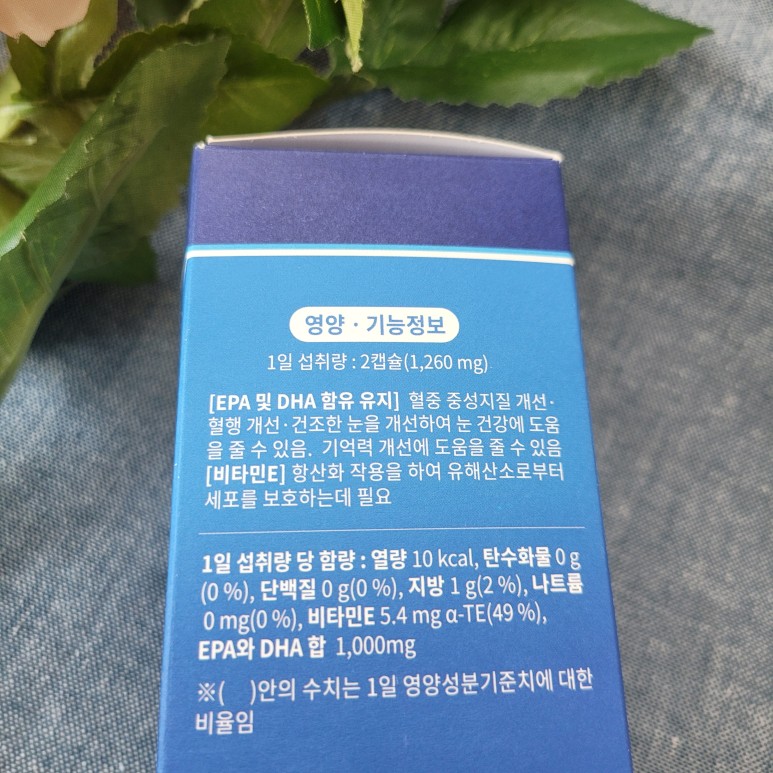 영양 · 기능정보
1일 섭취량 : 2캡슐(1,260 mg)
[EPA 및 DHA 함유 유지] 혈중 중성지질 개선·
혈행 개선·건조한 눈을 개선하여 눈 건강에 도움
을 줄 수 있음. 기억력 개선에 도움을 줄 수 있음
[비타민E] 항산화 작용을 하여 유해산소로부터
세포를 보호하는데 필요
1일 섭취량 당 함량 : 열량 10 kcal, 탄수화물 0 g
(0 %), 단백질 0 g(0 %), 지방 1 g(2 %), 나트륨
0 mg(0 %), 비타민E 5.4 mg α-TE(49 %),
EPA와 DHA 합 1,000mg
※( )안의 수치는 1일 영양성분기준치에 대한
비율임